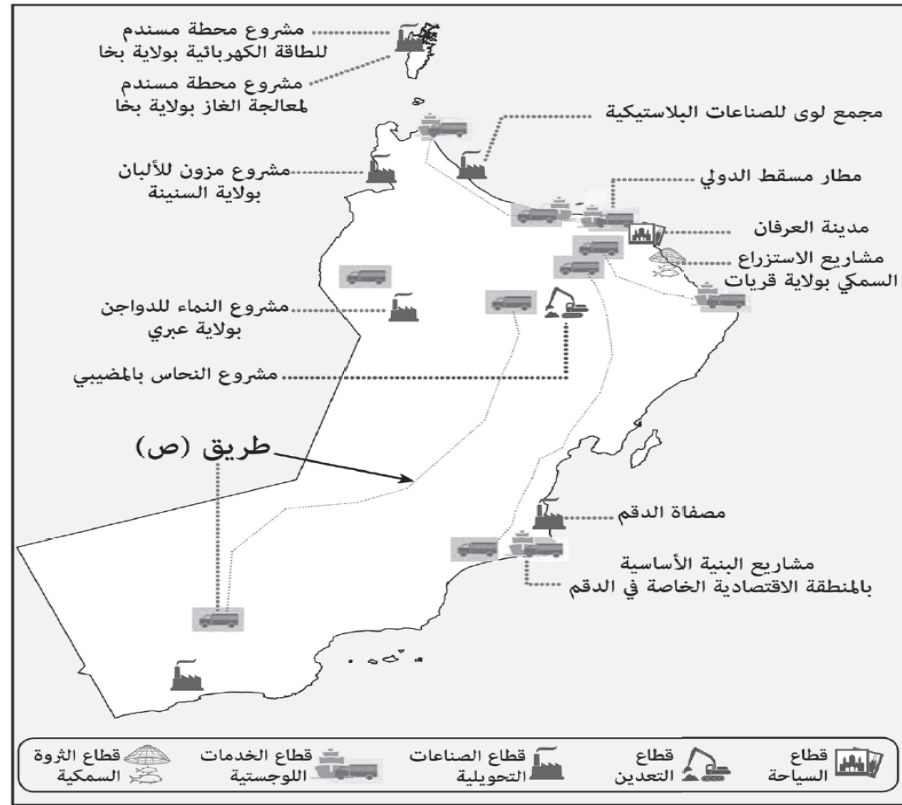 مشروع محطة مسندم
للطاقة الكهربائية بولاية بخا
مشروع محطة مسندم
لمعالجة الغاز بولاية بخا
مجمع لوى للصناعات البلاستيكية
مشروع مزون للألبان
بولاية السنينة
مطار مسقط الدولي
مدينة العرفان
مشاريع الاستزراع
السمكي بولاية قريات
مشروع النماء للدواجن
بولاية عبري
مشروع النحاس بالمضيبي
طريق (ص)
مصفاة الدقم
مشاريع البنية الأساسية
بالمنطقة الاقتصادية الخاصة في الدقم
قطاع
السياحة
قطاع
التعدين
قطاع الصناعات
التحويلية
قطاع الخدمات
اللوجستية
قطاع الثروة
السمكية